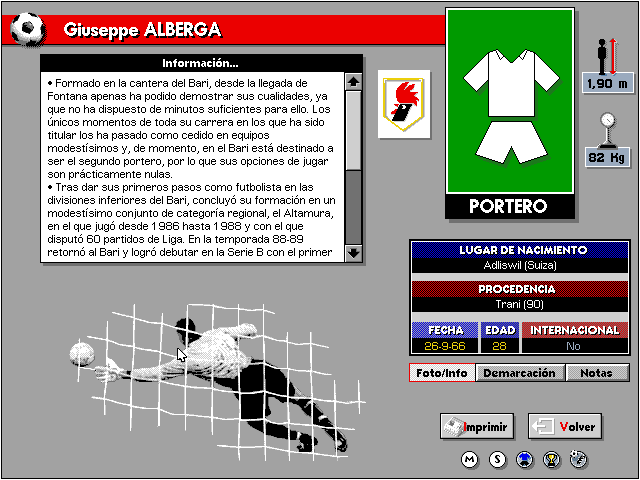 Giuseppe ALBERGA
Información...
• Formado en la cantera del Bari, desde la llegada de
Fontana apenas ha podido demostrar sus cualidades, ya
que no ha dispuesto de minutos suficientes para ello. Los
únicos momentos de toda su carrera en los que ha sido
titular los ha pasado como cedido en equipos
modestísimos y, de momento, en el Bari está destinado a
ser el segundo portero, por lo que sus opciones de jugar
son prácticamente nulas.
• Tras dar sus primeros pasos como futbolista en las
divisiones inferiores del Bari, concluyó su formación en un
modestísimo conjunto de categoría regional, el Altamura,
en el que jugó desde 1986 hasta 1988 y con el que
disputó 60 partidos de Liga. En la temporada 88-89
retornó al Bari y logró debutar en la Serie B con el primer
PORTERO
1,90 m
82 Kg
LUGAR DE NACIMIENTO
Adliswil (Suiza)
PROCEDENCIA
Trani (90)
FECHA EDAD INTERNACIONAL
26-9-66 28 No
Foto/Info Demarcación Notas
Imprimir Volver
M S